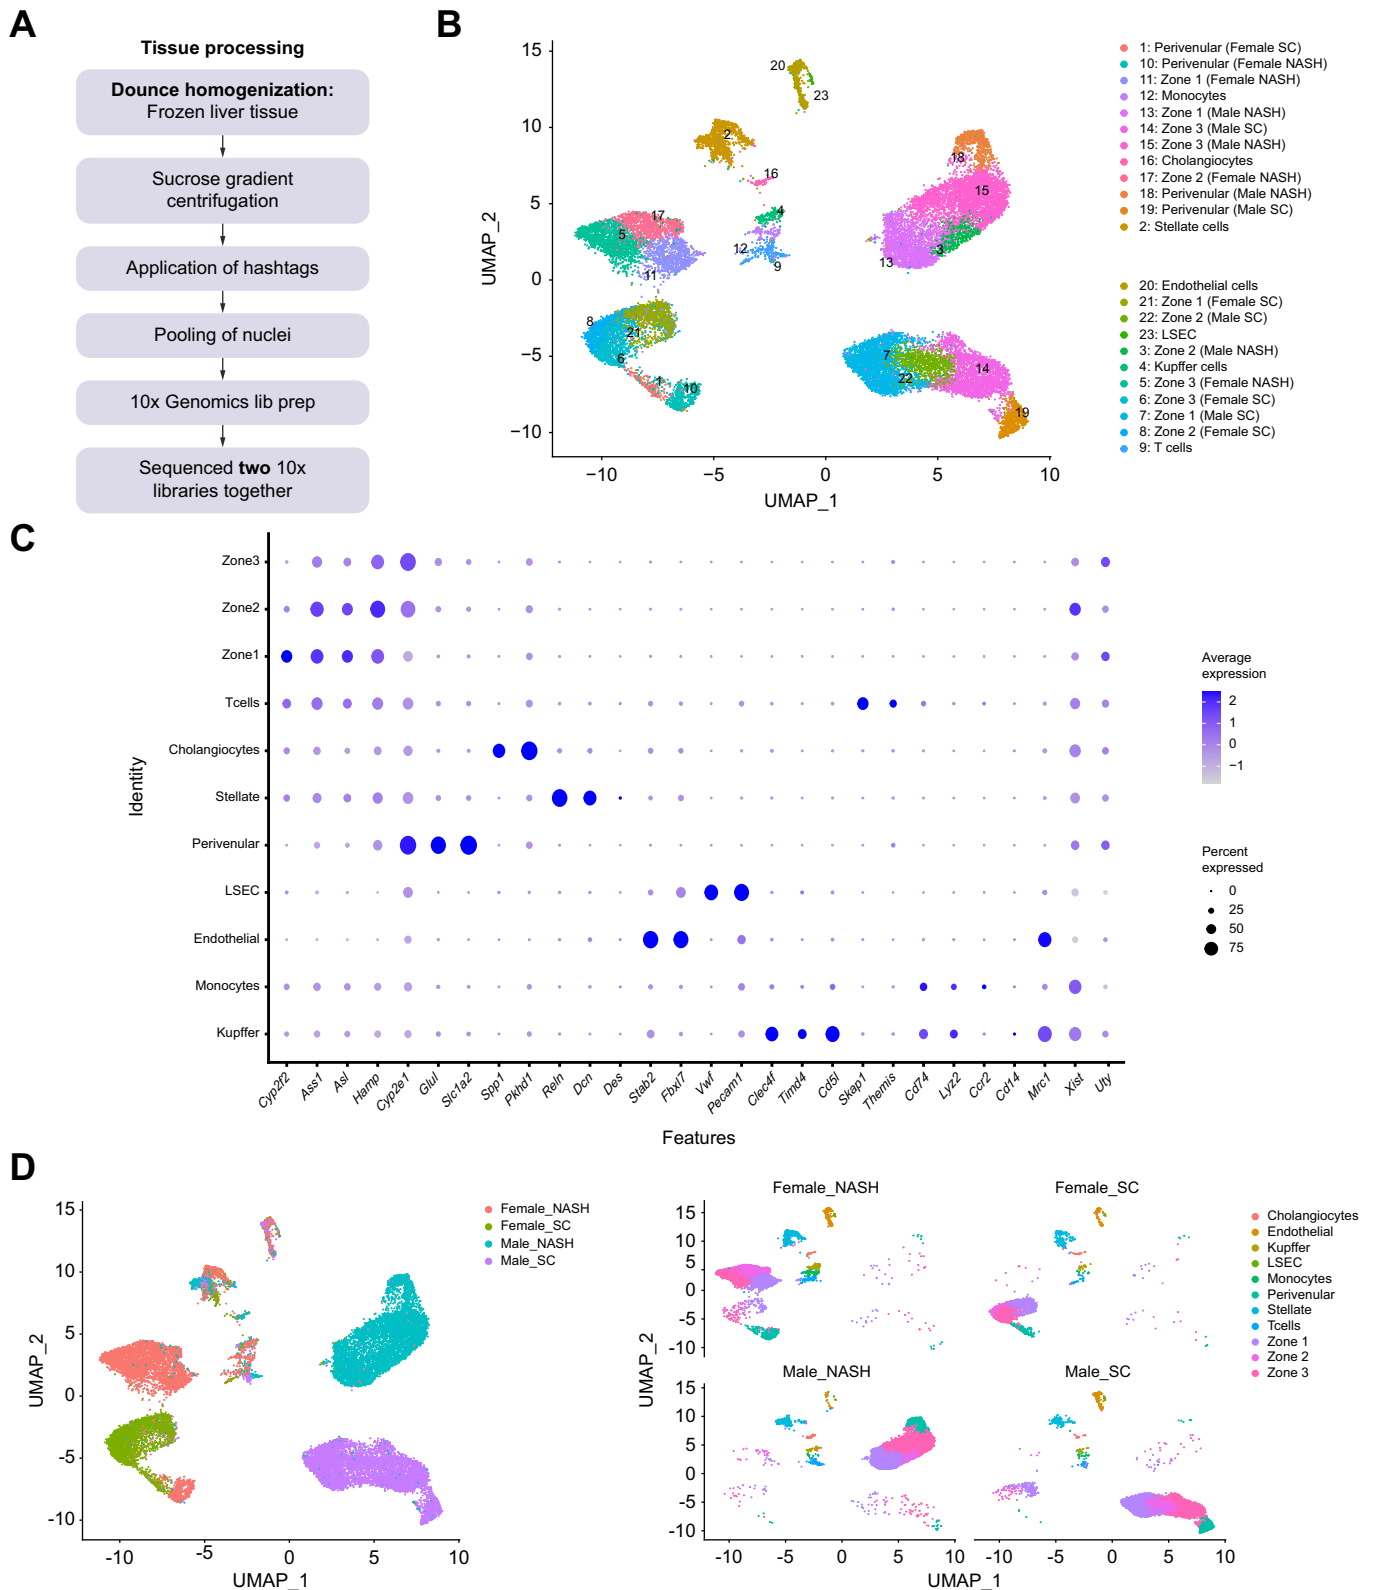 A
Tissue processing
Dounce homogenization:
Frozen liver tissue
Sucrose gradient
centrifugation
Application of hashtags
Pooling of nuclei
10x Genomics lib prep
Sequenced two 10x
libraries together
B
UMAP_2
15
10
5
0
−5
−10
−10
−5
0
5
10
UMAP_1
20
23
2
16
18
15
17
4
5
12
3
11
9
13
8
21
6
7
14
1
10
22
19
1: Perivenular (Female SC)
10: Perivenular (Female NASH)
11: Zone 1 (Female NASH)
12: Monocytes
13: Zone 1 (Male NASH)
14: Zone 3 (Male SC)
15: Zone 3 (Male NASH)
16: Cholangiocytes
17: Zone 2 (Female NASH)
18: Perivenular (Male NASH)
19: Perivenular (Male SC)
2: Stellate cells
20: Endothelial cells
21: Zone 1 (Female SC)
22: Zone 2 (Male SC)
23: LSEC
3: Zone 2 (Male NASH)
4: Kupffer cells
5: Zone 3 (Female NASH)
6: Zone 3 (Female SC)
7: Zone 1 (Male SC)
8: Zone 2 (Female SC)
9: T cells
C
Identity
Zone3
Zone2
Zone1
Tcells
Cholangiocytes
Stellate
Perivenular
LSEC
Endothelial
Monocytes
Kupffer
Cyp2f2
Ass1
Asl
Hamp
Cyp2e1
Glul
Slc1a2
Spp1
Pkhd1
Reln
Dcn
Des
Stab2
Fbxl7
Vwf
Pecam1
Clec4f
Timd4
Cd5l
Skap1
Themis
Cd74
Lyz2
Ccr2
Cd14
Mrc1
Xist
Uty
Features
Average
expression
2
1
0
−1
Percent
expressed
0
25
50
75
D
UMAP_2
15
10
5
0
-5
-10
-10
-5
0
5
10
UMAP_1
Female_NASH
Female_SC
Male_NASH
Male_SC
UMAP_2
Female_NASH
Female_SC
15
10
5
0
-5
-10
Male_NASH
Male_SC
15
10
5
0
-5
-10
-10
-5
0
5
10
-10
-5
0
5
10
UMAP_1
Cholangiocytes
Endothelial
Kupffer
LSEC
Monocytes
Perivenular
Stellate
Tcells
Zone 1
Zone 2
Zone 3